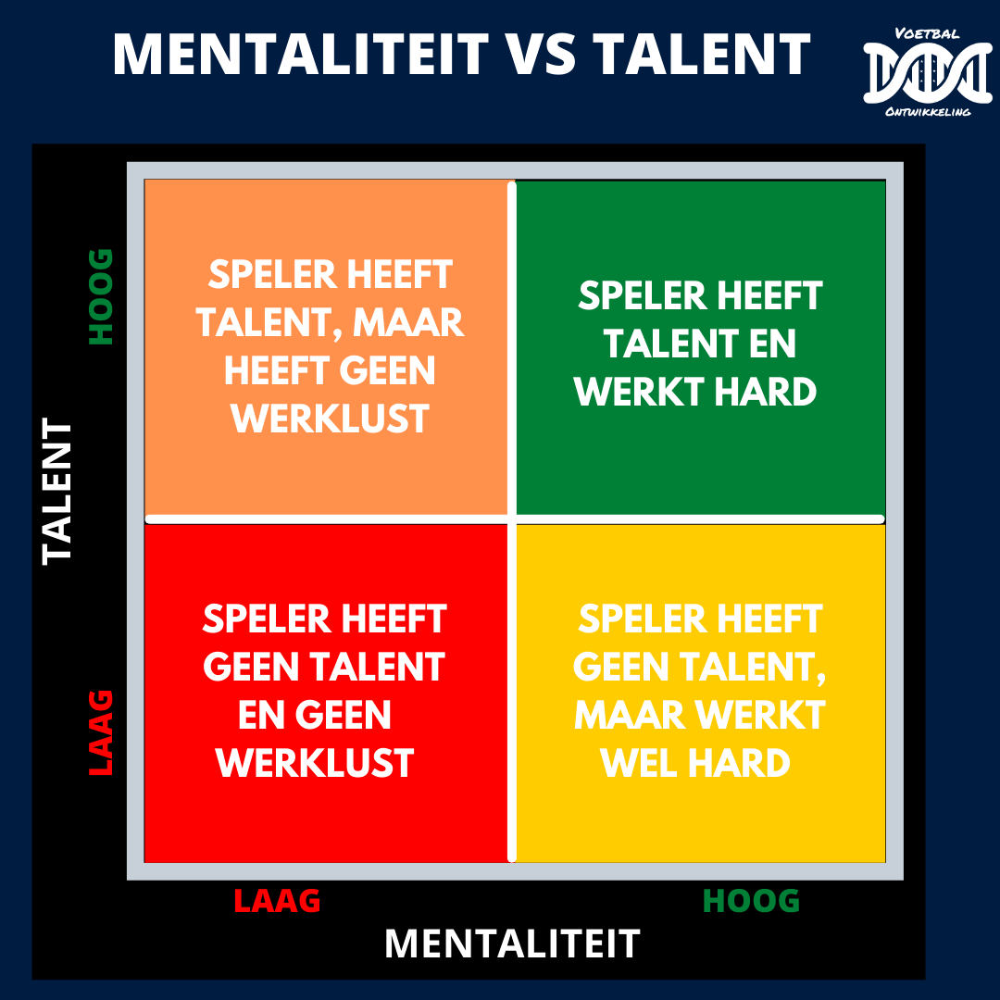 MENTALITEIT VS TALENT
VOETBAL
ONTWIKKELING
TALENT
HOOG
LAAG
SPELER HEEFT
TALENT, MAAR
HEEFT GEEN
WERKLUST
SPELER HEEFT
TALENT EN
WERKT HARD
SPELER HEEFT
GEEN TALENT
EN GEEN
WERKLUST
SPELER HEEFT
GEEN TALENT,
MAAR WERKT
WEL HARD
LAAG
HOOG
MENTALITEIT